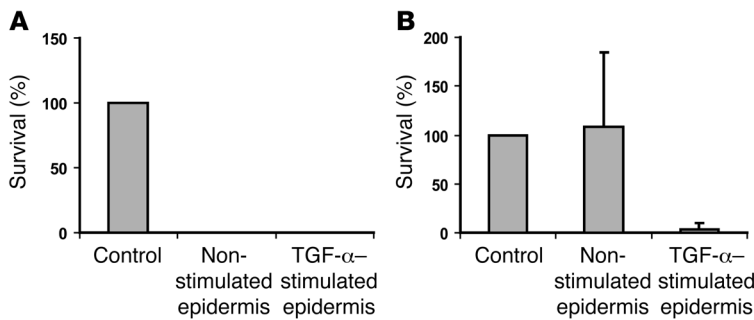 A
Survival (%)
150
100
50
0
Control
Non-
stimulated
epidermis
TGF-α–
stimulated
epidermis
B
Survival (%)
200
150
100
50
0
Control
Non-
stimulated
epidermis
TGF-α–
stimulated
epidermis